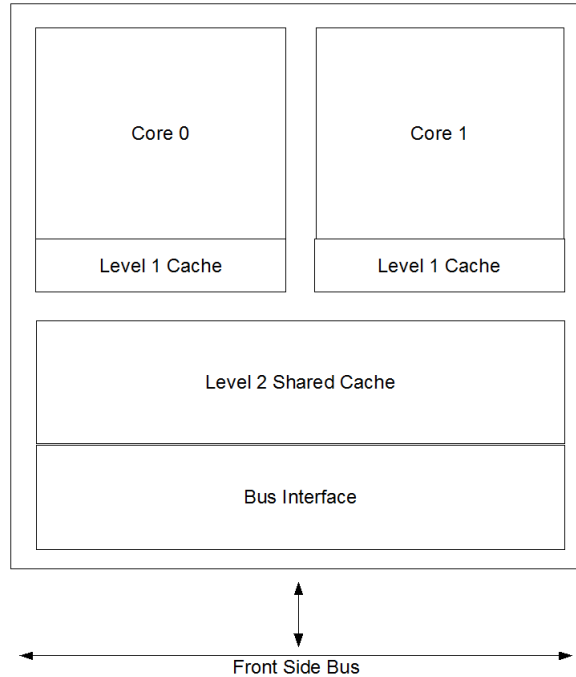 Core 0
Core 1
Level 1 Cache
Level 1 Cache
Level 2 Shared Cache
Bus Interface
Front Side Bus